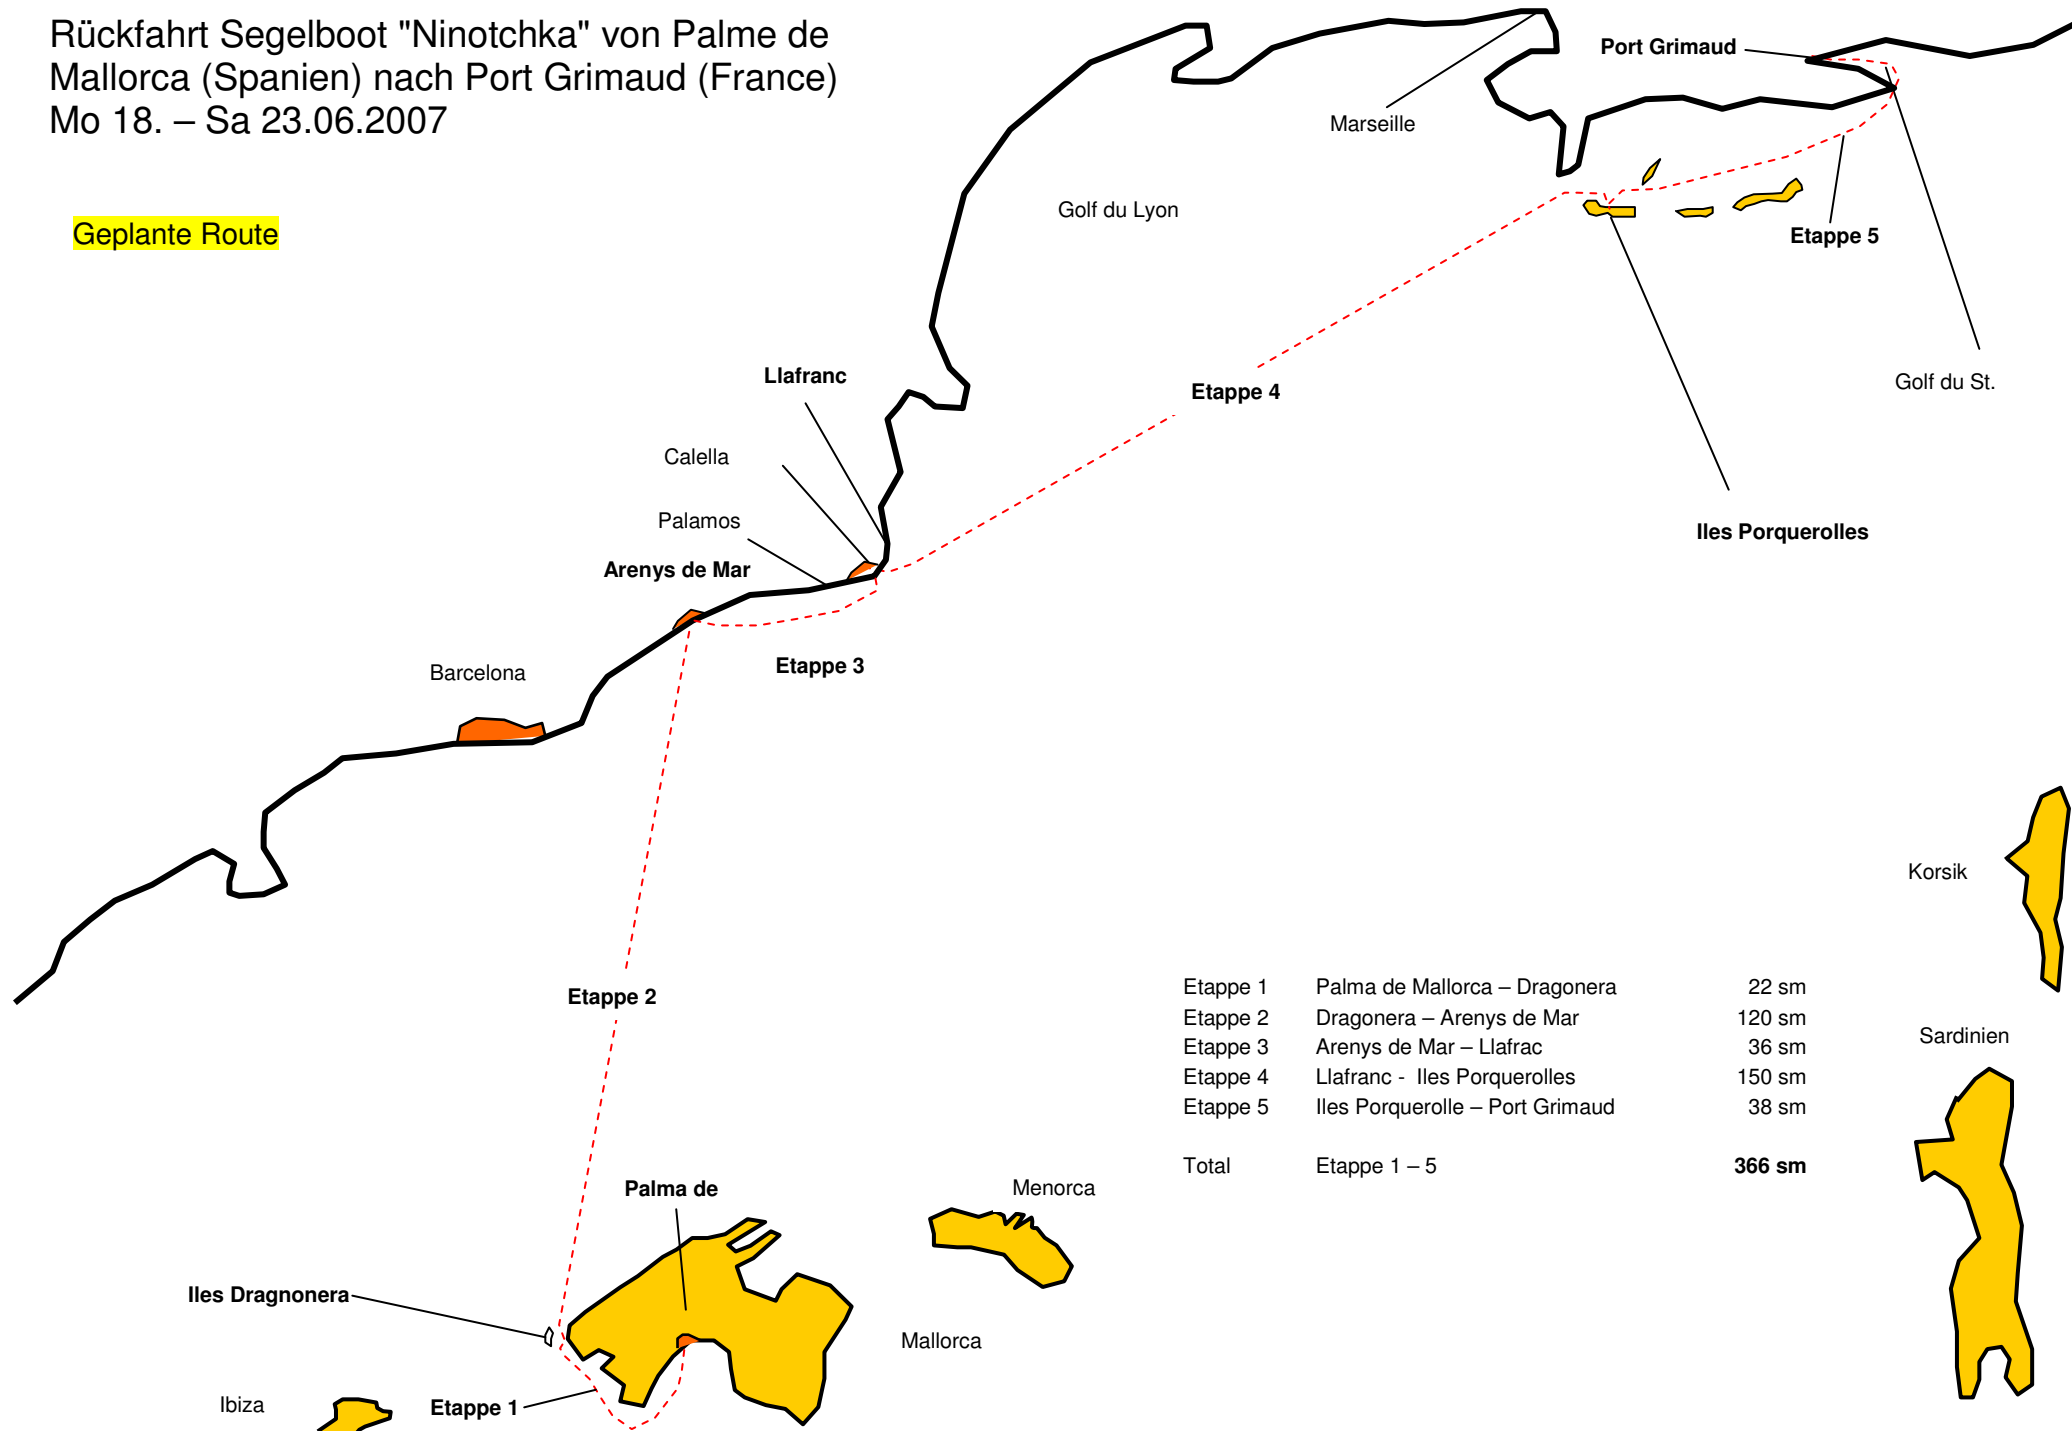 Rückfahrt Segelboot "Ninotchka" von Palme de
Mallorca (Spanien) nach Port Grimaud (France)
Mo 18. – Sa 23.06.2007
Geplante Route
Port Grimaud
Marseille
Golf du Lyon
Etappe 5
Llafranc
Etappe 4
Golf du St.
Calella
Palamos
Iles Porquerolles
Arenys de Mar
Etappe 3
Barcelona
Korsik
Etappe 2
Etappe 1 Palma de Mallorca – Dragonera 22 sm
Etappe 2 Dragonera – Arenys de Mar 120 sm
Etappe 3 Arenys de Mar – Llafrac 36 sm
Etappe 4 Llafranc - Iles Porquerolles 150 sm
Etappe 5 Iles Porquerolle – Port Grimaud 38 sm
Total Etappe 1 – 5 366 sm
Sardinien
Palma de
Menorca
Iles Dragnonera
Mallorca
Ibiza
Etappe 1